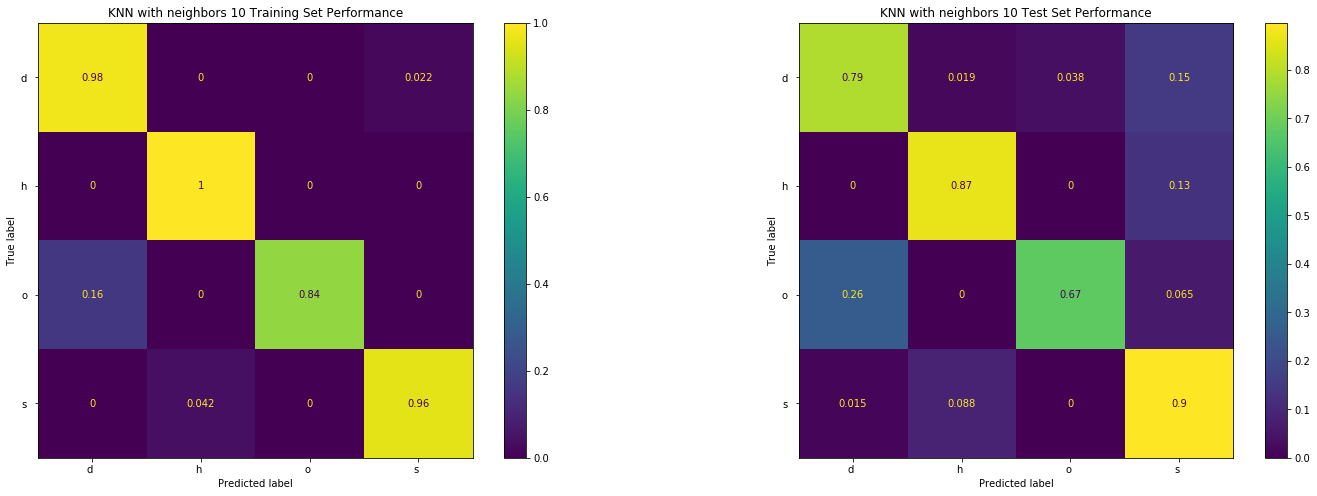 KNN with neighbors 10 Training Set Performance
True label
d 0.98 0 0 0.022
h 0 1 0 0
o 0.16 0 0.84 0
s 0 0.042 0 0.96
d h o s
Predicted label
1.0
0.8
0.6
0.4
0.2
0.0
KNN with neighbors 10 Test Set Performance
True label
d 0.79 0.019 0.038 0.15
h 0 0.87 0 0.13
o 0.26 0 0.67 0.065
s 0.015 0.088 0 0.9
d h o s
Predicted label
0.8
0.7
0.6
0.5
0.4
0.3
0.2
0.1
0.0